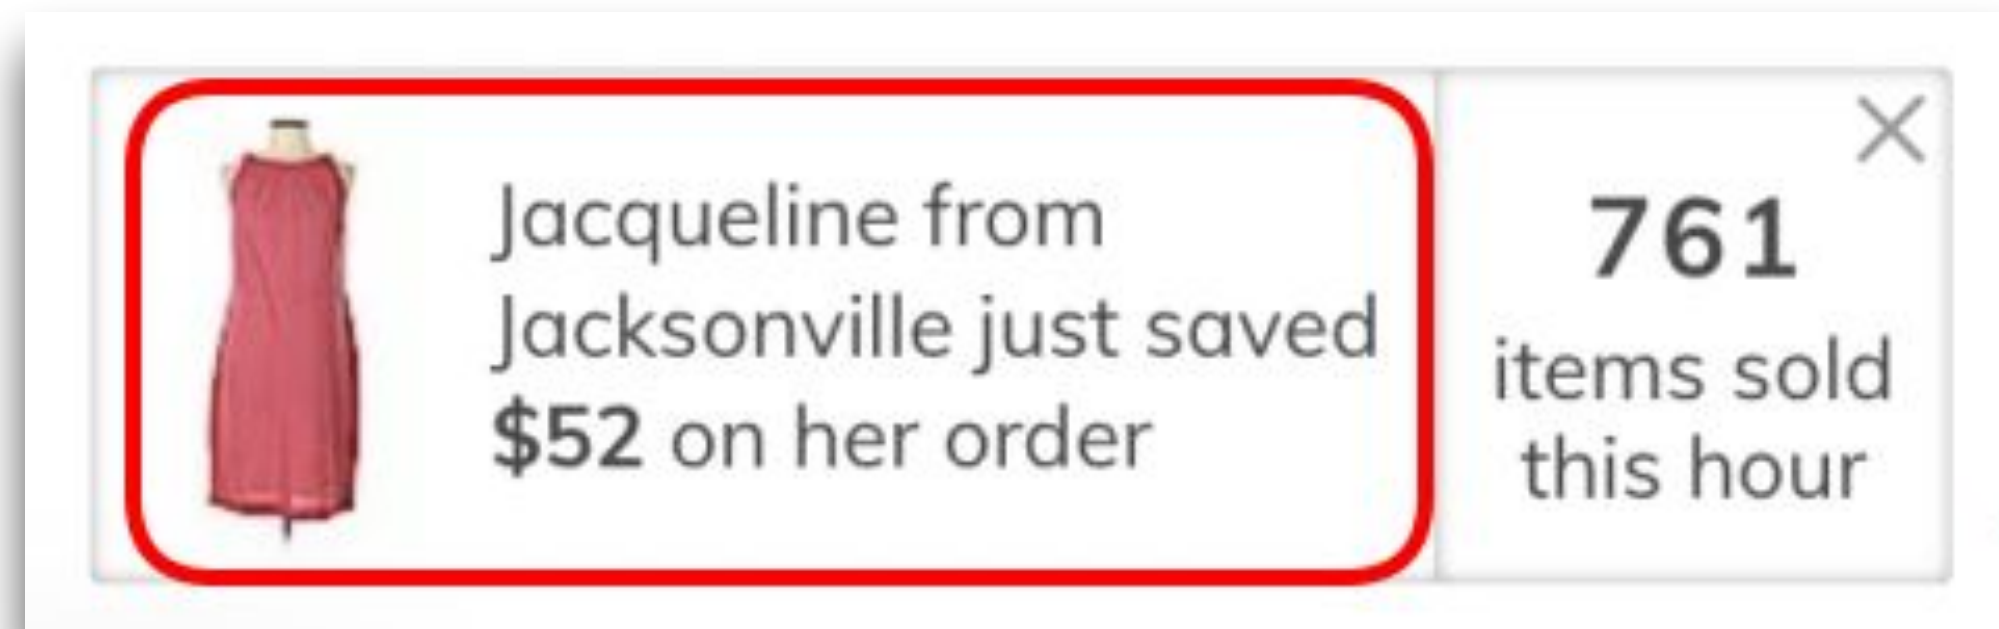 Jacqueline from
Jacksonville just saved
$52 on her order
761
items sold
this hour